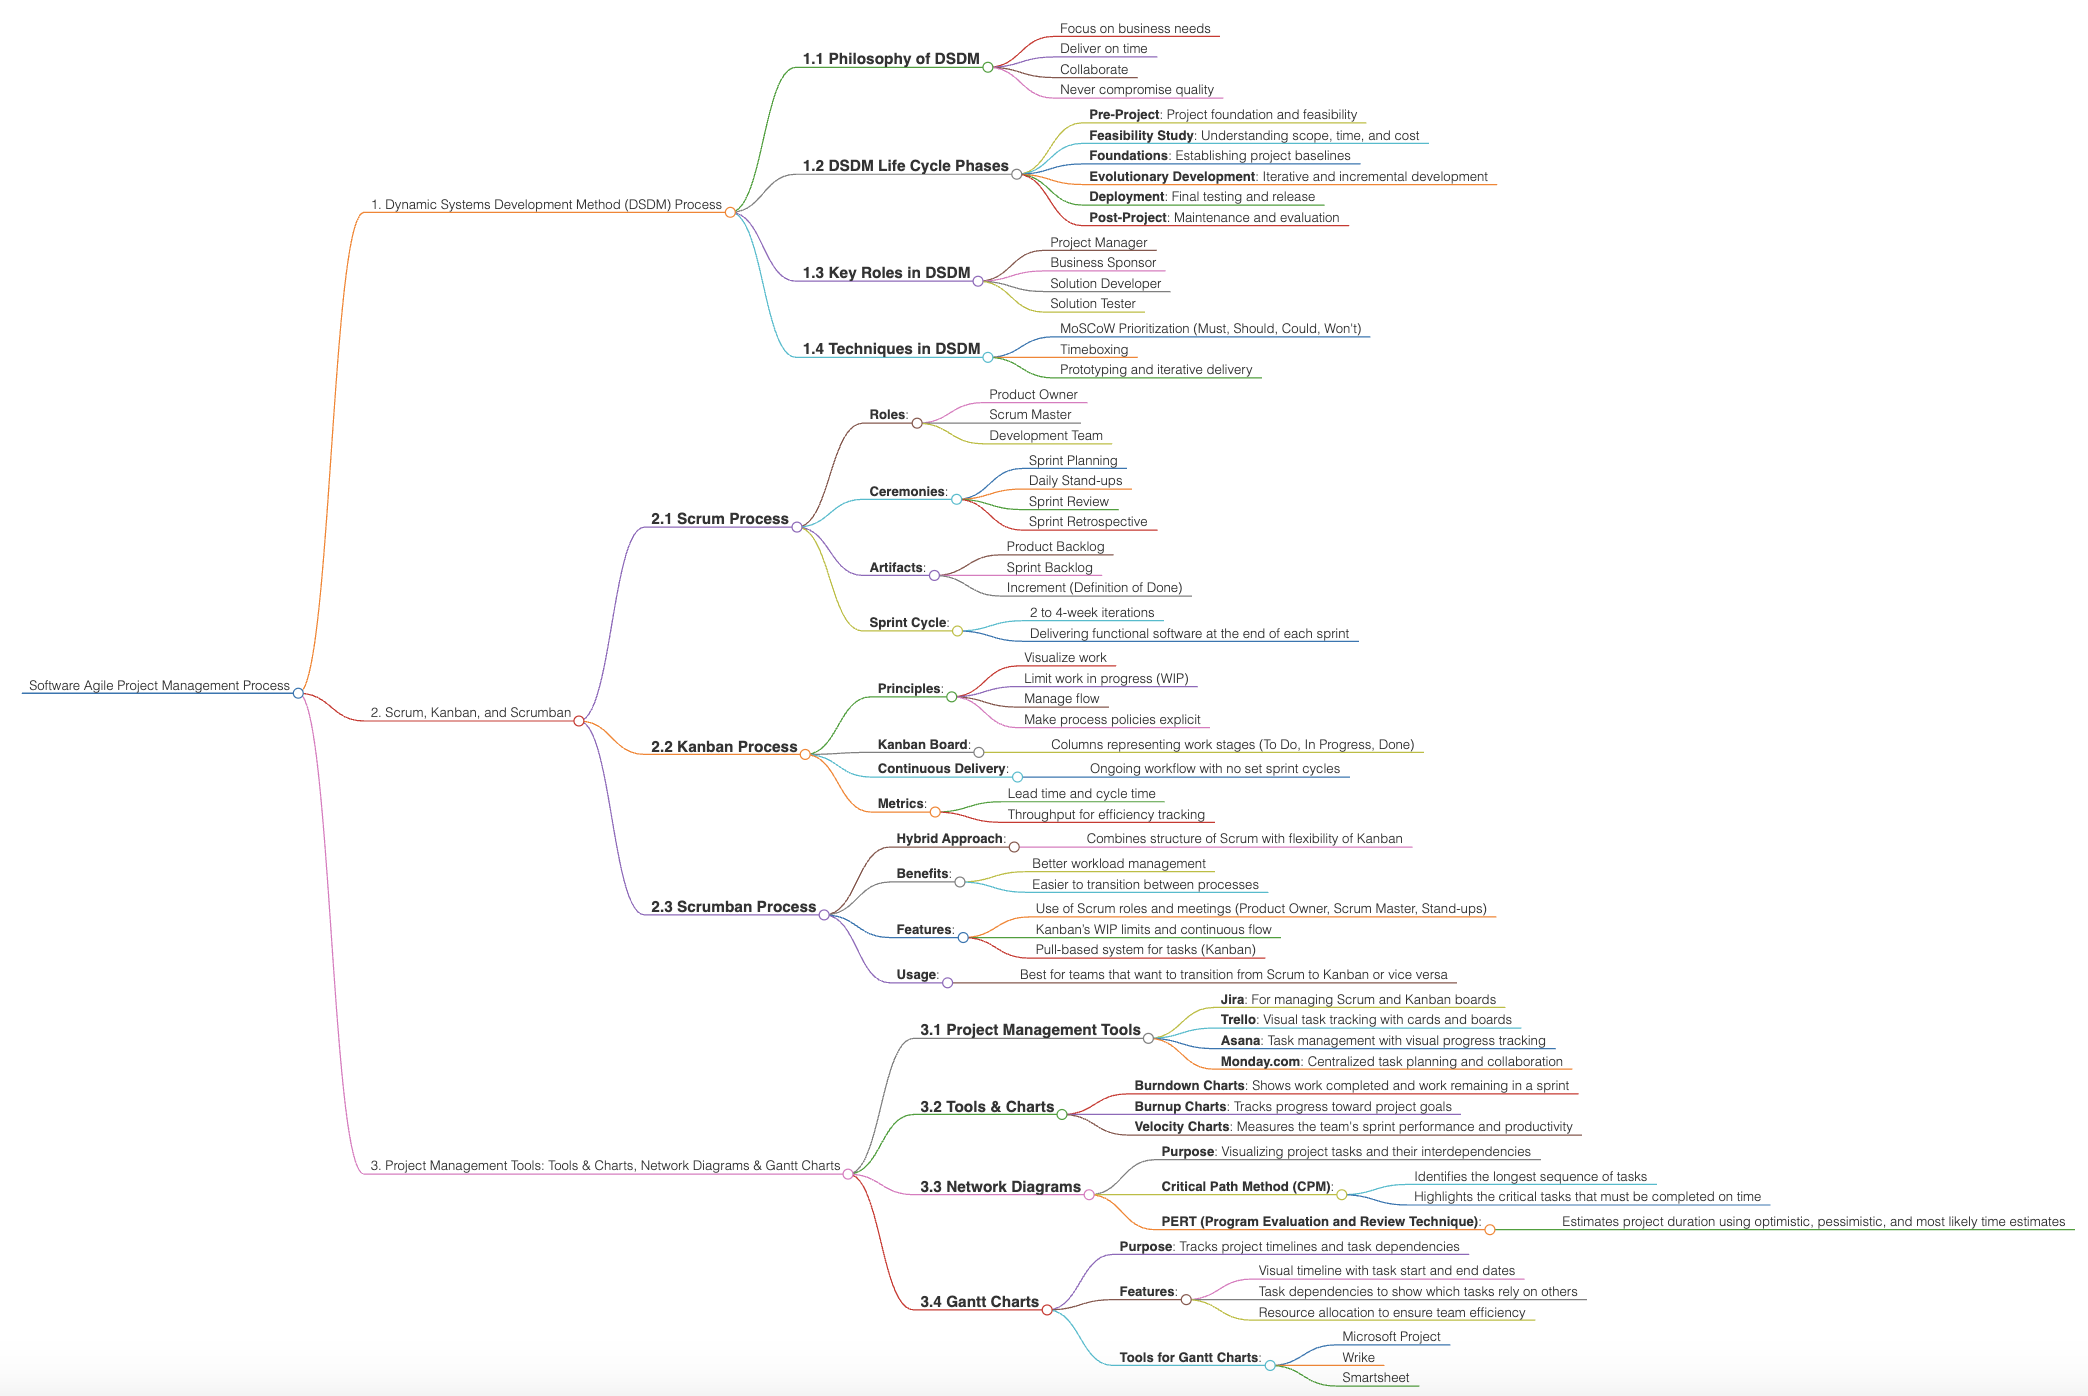 Software Agile Project Management Process
1. Dynamic Systems Development Method (DSDM) Process
1.1 Philosophy of DSDM
Focus on business needs
Deliver on time
Collaborate
Never compromise quality
1.2 DSDM Life Cycle Phases
Pre-Project: Project foundation and feasibility
Feasibility Study: Understanding scope, time, and cost
Foundations: Establishing project baselines
Evolutionary Development: Iterative and incremental development
Deployment: Final testing and release
Post-Project: Maintenance and evaluation
1.3 Key Roles in DSDM
Project Manager
Business Sponsor
Solution Developer
Solution Tester
1.4 Techniques in DSDM
MoSCoW Prioritization (Must, Should, Could, Won't)
Timeboxing
Prototyping and iterative delivery
2. Scrum, Kanban, and Scrumban
2.1 Scrum Process
Roles:
Product Owner
Scrum Master
Development Team
Ceremonies:
Sprint Planning
Daily Stand-ups
Sprint Review
Sprint Retrospective
Artifacts:
Product Backlog
Sprint Backlog
Increment (Definition of Done)
Sprint Cycle:
2 to 4-week iterations
Delivering functional software at the end of each sprint
2.2 Kanban Process
Principles:
Visualize work
Limit work in progress (WIP)
Manage flow
Make process policies explicit
Kanban Board:
Columns representing work stages (To Do, In Progress, Done)
Continuous Delivery:
Ongoing workflow with no set sprint cycles
Metrics:
Lead time and cycle time
Throughput for efficiency tracking
2.3 Scrumban Process
Hybrid Approach:
Combines structure of Scrum with flexibility of Kanban
Benefits:
Better workload management
Easier to transition between processes
Features:
Use of Scrum roles and meetings (Product Owner, Scrum Master, Stand-ups)
Kanban's WIP limits and continuous flow
Pull-based system for tasks (Kanban)
Usage:
Best for teams that want to transition from Scrum to Kanban or vice versa
3. Project Management Tools: Tools & Charts, Network Diagrams & Gantt Charts
3.1 Project Management Tools
Jira: For managing Scrum and Kanban boards
Trello: Visual task tracking with cards and boards
Asana: Task management with visual progress tracking
Monday.com: Centralized task planning and collaboration
3.2 Tools & Charts
Burndown Charts: Shows work completed and work remaining in a sprint
Burnup Charts: Tracks progress toward project goals
Velocity Charts: Measures the team's sprint performance and productivity
3.3 Network Diagrams
Purpose: Visualizing project tasks and their interdependencies
Critical Path Method (CPM):
Identifies the longest sequence of tasks
Highlights the critical tasks that must be completed on time
PERT (Program Evaluation and Review Technique):
Estimates project duration using optimistic, pessimistic, and most likely time estimates
3.4 Gantt Charts
Purpose: Tracks project timelines and task dependencies
Features:
Visual timeline with task start and end dates
Task dependencies to show which tasks rely on others
Resource allocation to ensure team efficiency
Tools for Gantt Charts:
Microsoft Project
Wrike
Smartsheet